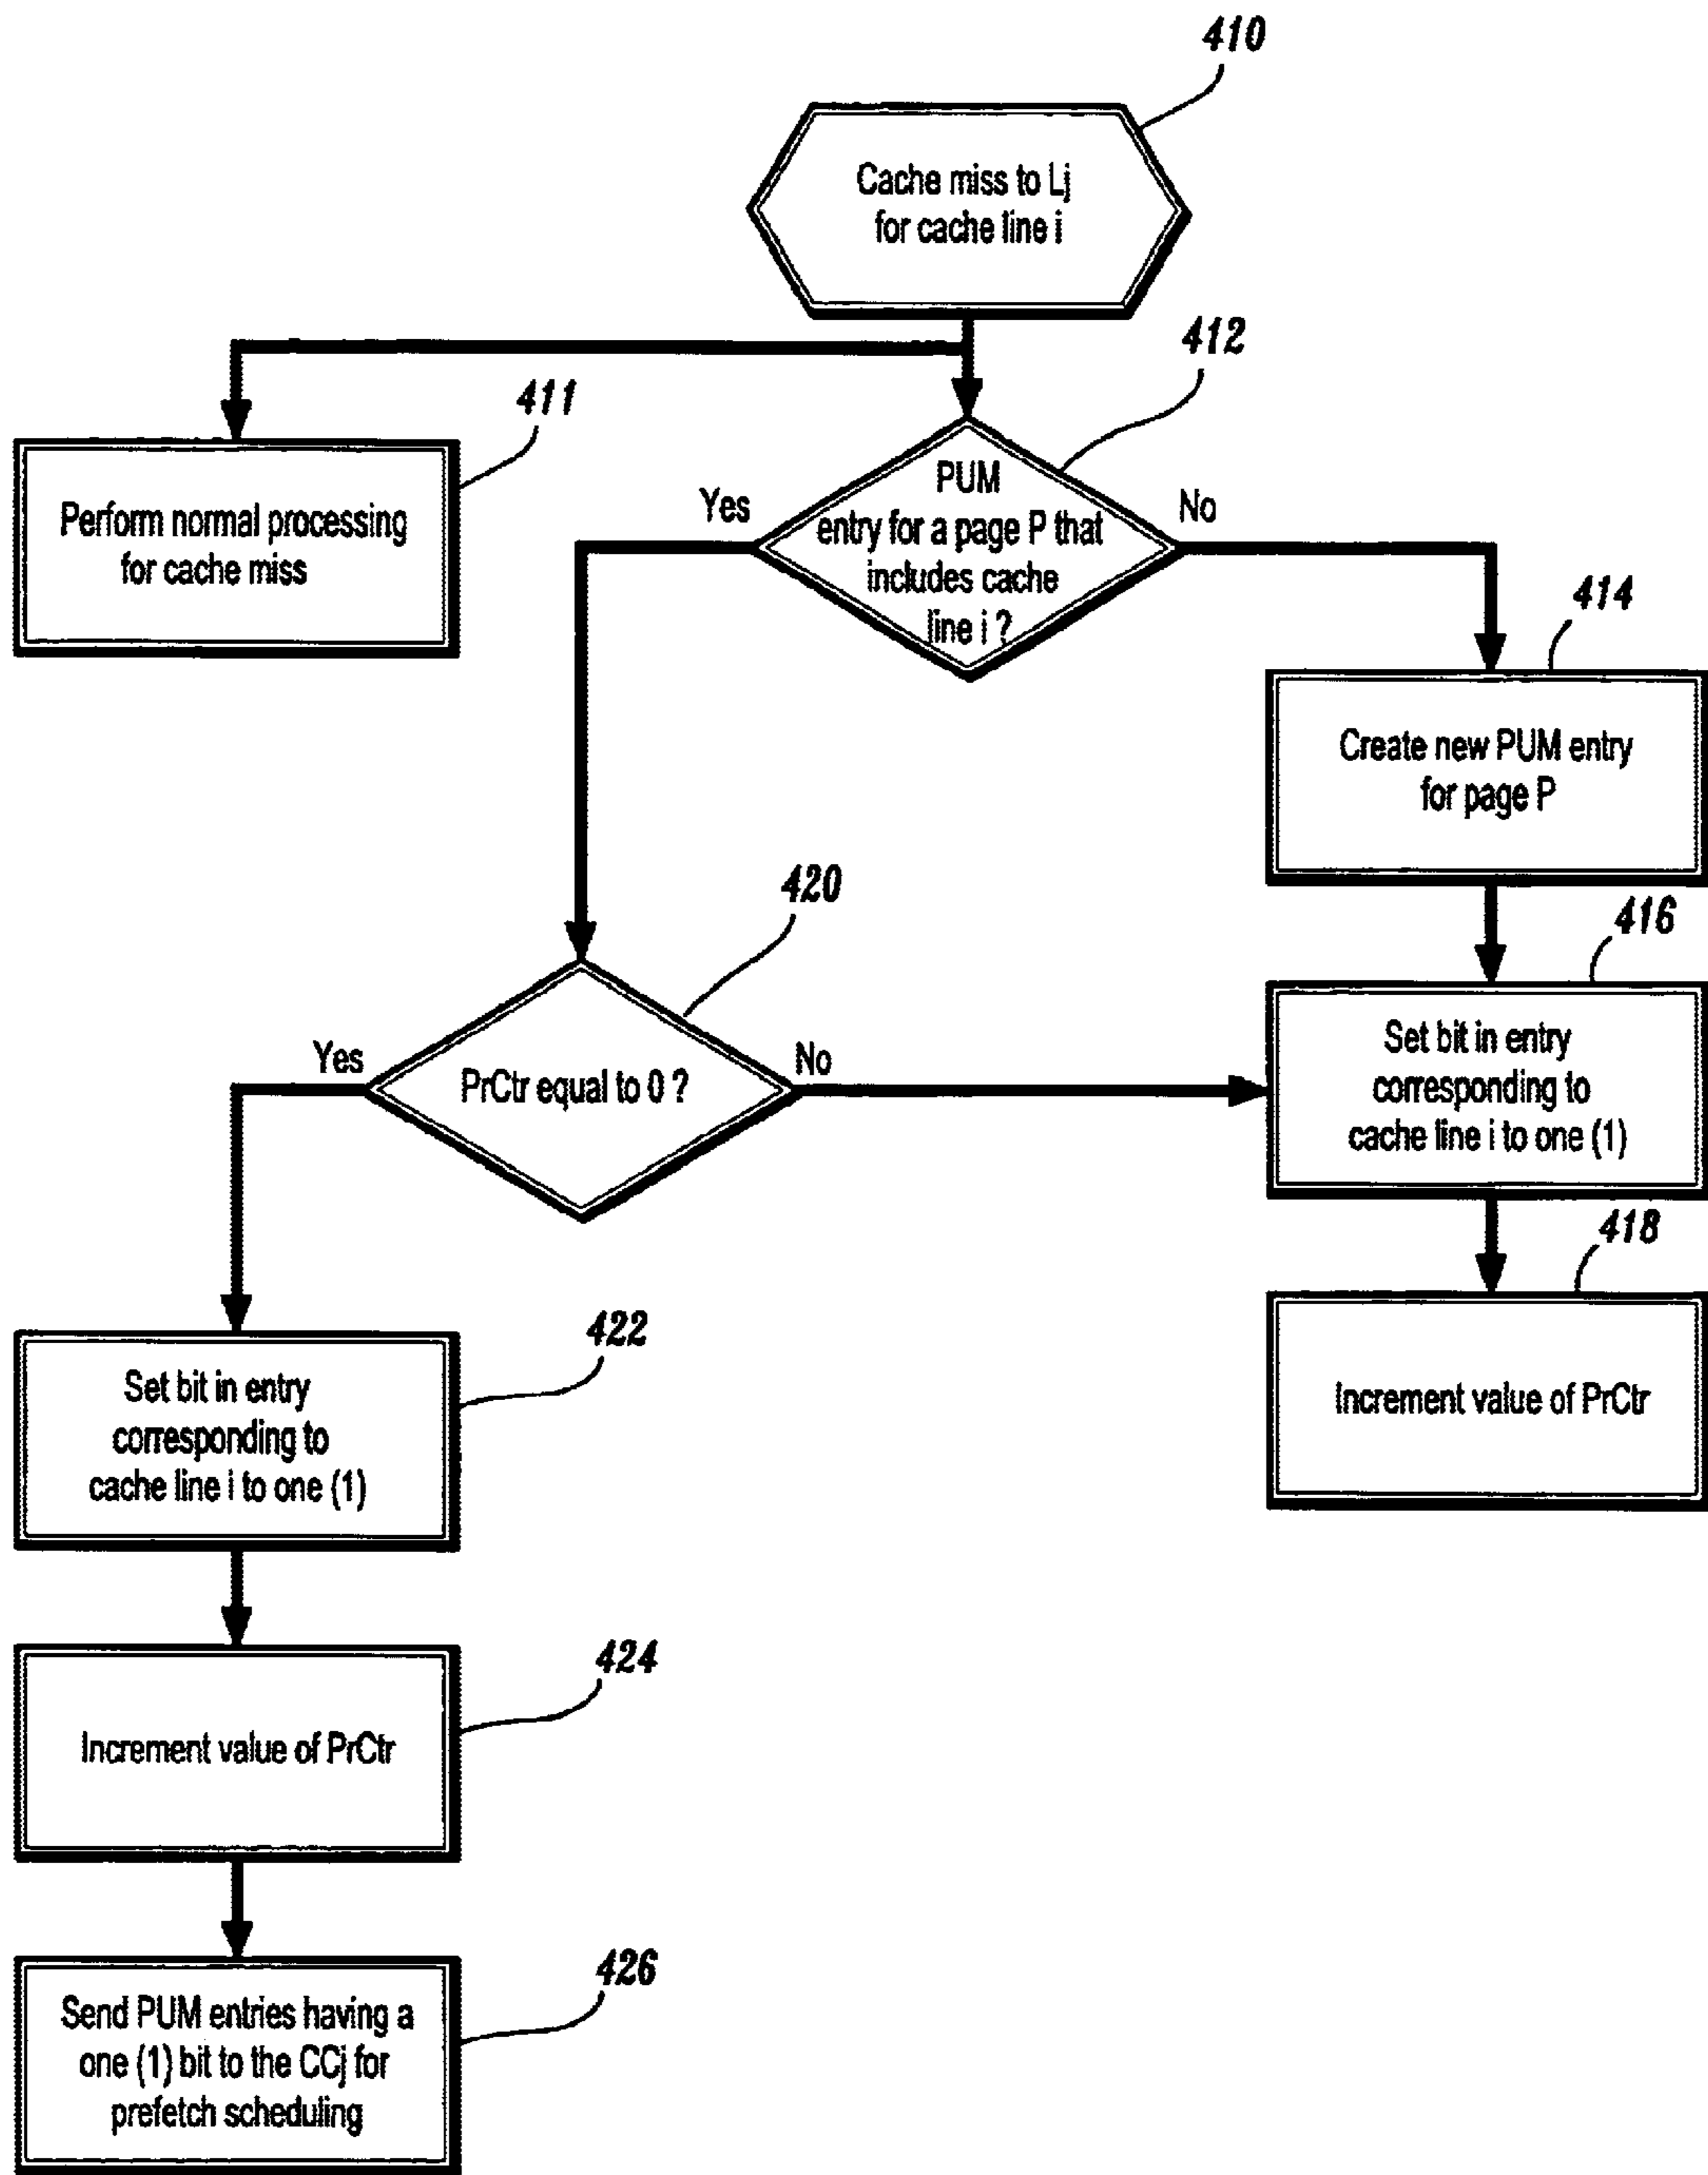 410
Cache miss to Lj
for cache line i
412
411
Perform normal processing
for cache miss
Yes
PUM
entry for a page P that
includes cache
line i ?
No
414
Create new PUM entry
for page P
420
416
Yes
PrCtr equal to 0 ?
No
Set bit in entry
corresponding to
cache line i to one (1)
418
Increment value of PrCtr
422
Set bit in entry
corresponding to
cache line i to one (1)
424
Increment value of PrCtr
426
Send PUM entries having a
one (1) bit to the CCj for
prefetch scheduling